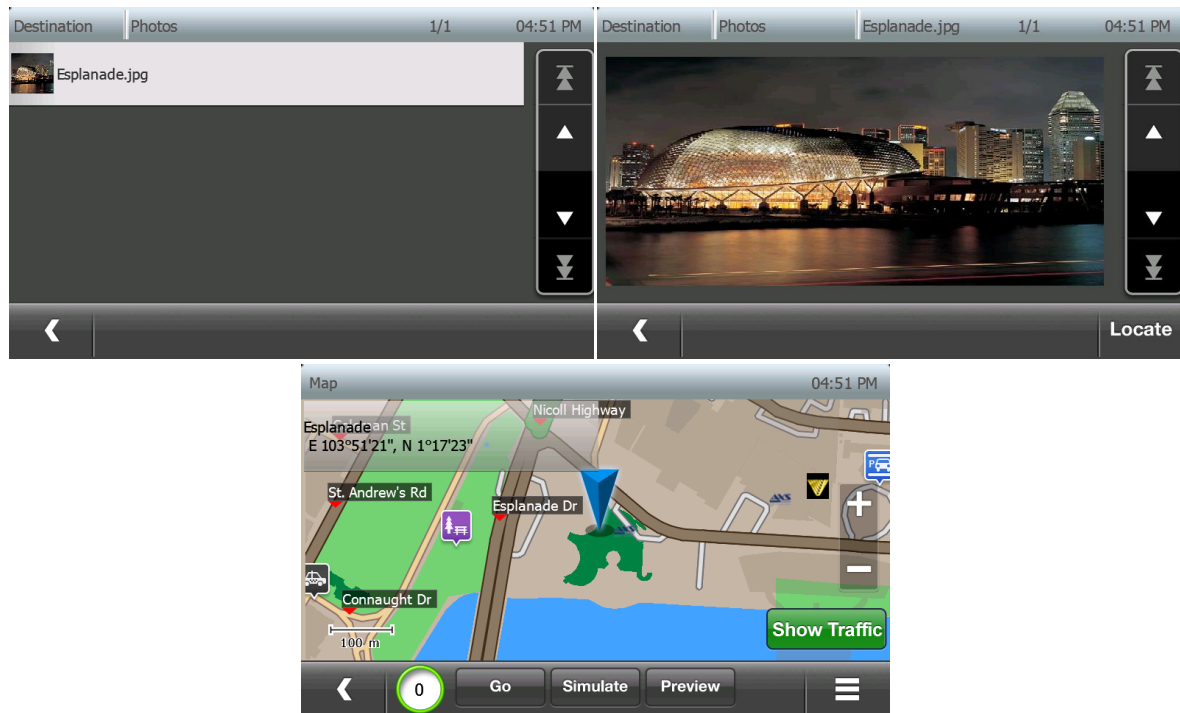 Destination Photos 1/1 04:51 PM
Esplanade.jpg
Destination Photos Esplanade.jpg 1/1 04:51 PM
Locate
Map 04:51 PM
Nicoll Highway
Esplanade
E 103°51'21", N 1°17'23"
St. Andrew's Rd
Esplanade Dr
AXS
P
AXS
Connaught Dr
100 m
Show Traffic
0 Go Simulate Preview